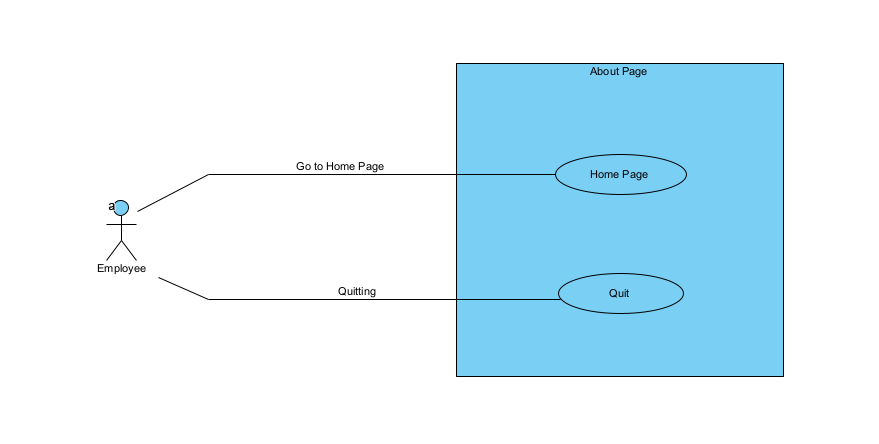 About Page
Go to Home Page
Home Page
a
Employee
Quitting
Quit